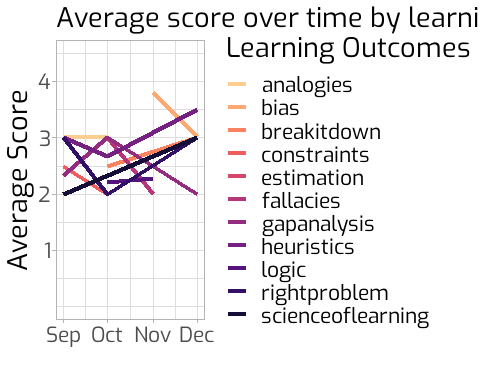 Average score over time by learni
Learning Outcomes
Average Score
4
3
2
1
Sep Oct Nov Dec
analogies
bias
breakitdown
constraints
estimation
fallacies
gapanalysis
heuristics
logic
rightproblem
scienceoflearning